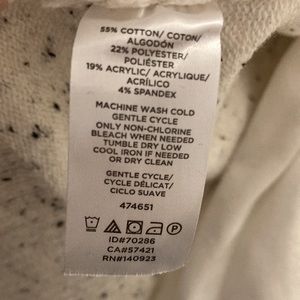 55% COTTON/ COTON/
ALGODÓN
22% POLYESTER/
POLIÉSTER
19% ACRYLIC/ ACRYLIQUE/
ACRÍLICO
4% SPANDEX
MACHINE WASH COLD
GENTLE CYCLE
ONLY NON-CHLORINE
BLEACH WHEN NEEDED
TUMBLE DRY LOW
COOL IRON IF NEEDED
OR DRY CLEAN
GENTLE CYCLE/
CYCLE DÉLICAT/
CICLO SUAVE
474651
ID#70286
CA#57421
RN#140923